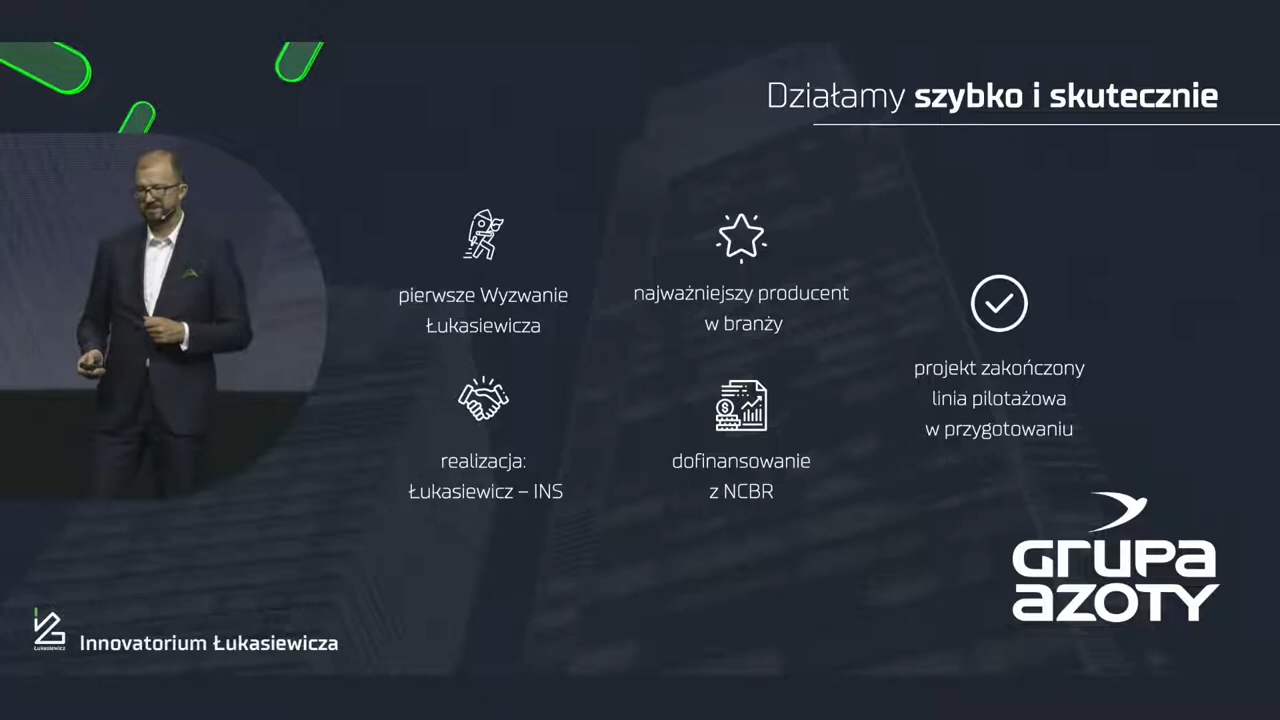 Działamy szybko i skutecznie
pierwsze Wyzwanie
Łukasiewicza
najważniejszy producent
w branży
realizacja:
Łukasiewicz – INS
dofinansowanie
z NCBR
projekt zakończony
linia pilotażowa
w przygotowaniu
GRUPA
AZOTY
ŁUKASIEWICZ
Innovatorium Łukasiewicza